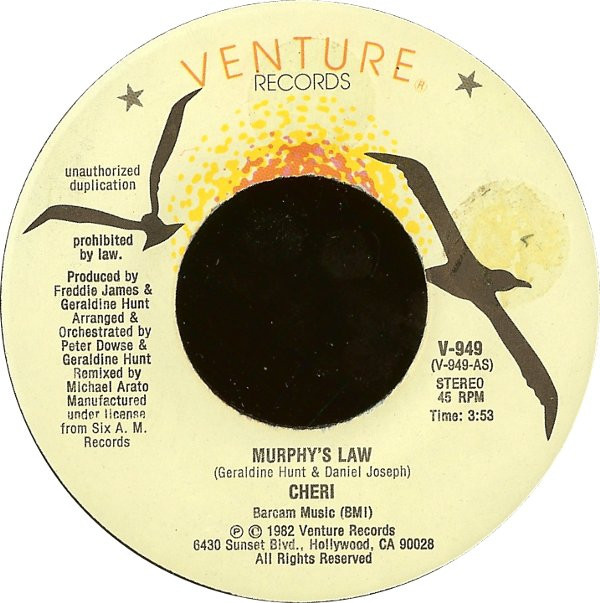 VENTURE
RECORDS
unauthorized
duplication
prohibited
by law.
Produced by
Freddie James &
Geraldine Hunt
Arranged &
Orchestrated by
Peter Dowse &
Geraldine Hunt
Remixed by
Michael Arato
Manufactured
under license
from Six A. M.
Records
V-949
(V-949-AS)
STEREO
45 RPM
Time: 3:53
MURPHY'S LAW
(Geraldine Hunt & Daniel Joseph)
CHERI
Barcam Music (BMI)
℗ © 1982 Venture Records
6430 Sunset Blvd., Hollywood, CA 90028
All Rights Reserved